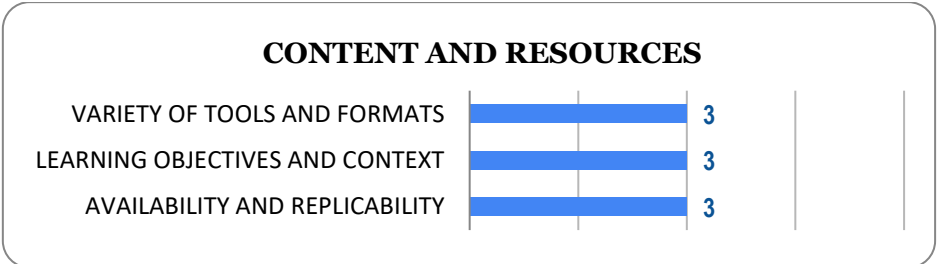 CONTENT AND RESOURCES
VARIETY OF TOOLS AND FORMATS 3
LEARNING OBJECTIVES AND CONTEXT 3
AVAILABILITY AND REPLICABILITY 3